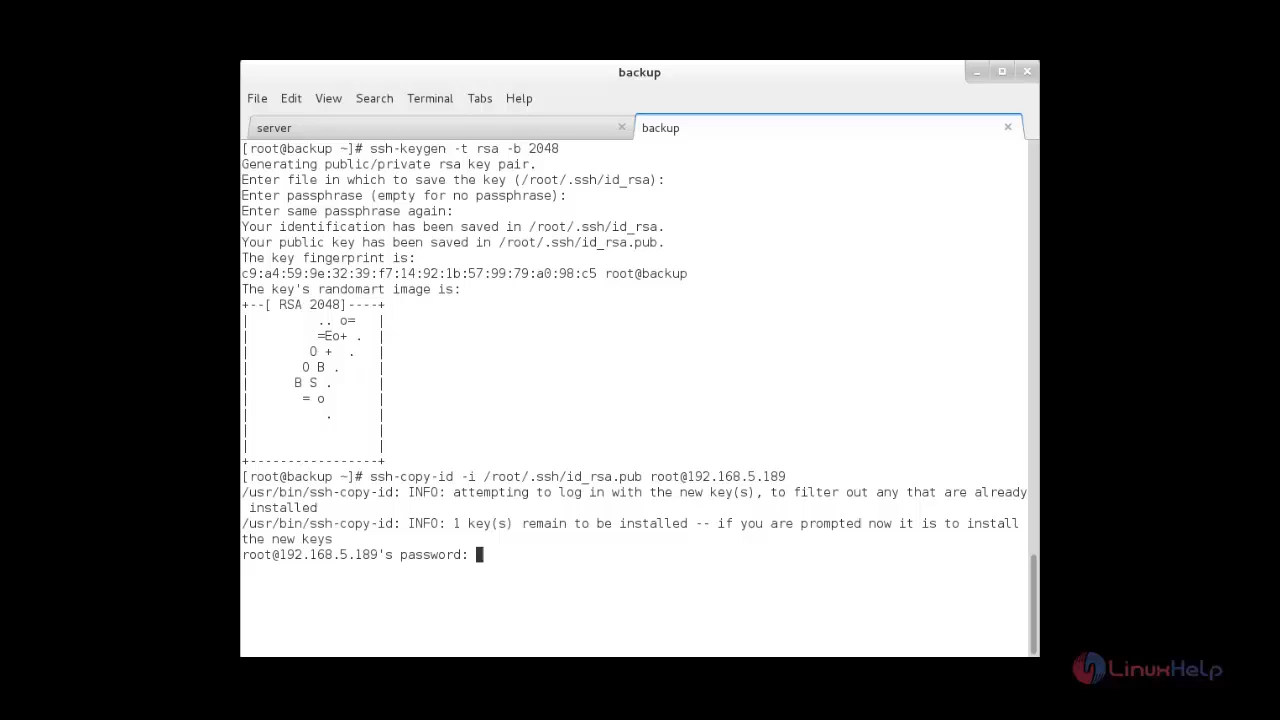 backup
File Edit View Search Terminal Tabs Help
server
backup
[root@backup ~]# ssh-keygen -t rsa -b 2048
Generating public/private rsa key pair.
Enter file in which to save the key (/root/.ssh/id_rsa):
Enter passphrase (empty for no passphrase):
Enter same passphrase again:
Your identification has been saved in /root/.ssh/id_rsa.
Your public key has been saved in /root/.ssh/id_rsa.pub.
The key fingerprint is:
c9:a4:59:9e:32:39:f7:14:92:1b:57:99:79:a0:98:c5 root@backup
The key's randomart image is:
+--[ RSA 2048]----+
|         .. o=   |
|         =Eo+ .  |
|        O +  .   |
|       O B .     |
|      B S .      |
|       = o       |
|          .      |
|                 |
|                 |
+-----------------+
[root@backup ~]# ssh-copy-id -i /root/.ssh/id_rsa.pub root@192.168.5.189
/usr/bin/ssh-copy-id: INFO: attempting to log in with the new key(s), to filter out any that are already
 installed
/usr/bin/ssh-copy-id: INFO: 1 key(s) remain to be installed -- if you are prompted now it is to install
the new keys
root@192.168.5.189's password:
LinuxHelp